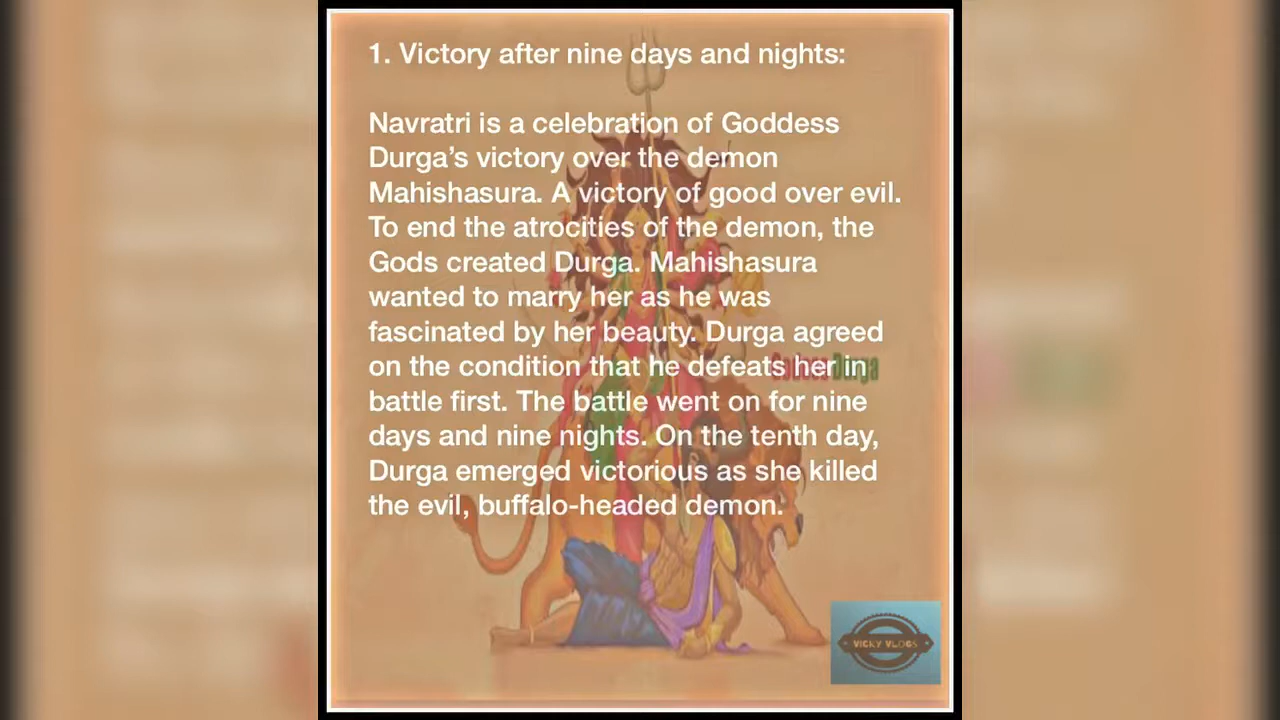 1. Victory after nine days and nights:
Navratri is a celebration of Goddess
Durga’s victory over the demon
Mahishasura. A victory of good over evil.
To end the atrocities of the demon, the
Gods created Durga. Mahishasura
wanted to marry her as he was
fascinated by her beauty. Durga agreed
on the condition that he defeats her in
battle first. The battle went on for nine
days and nine nights. On the tenth day,
Durga emerged victorious as she killed
the evil, buffalo-headed demon.
Durga
VICKY VLOGS